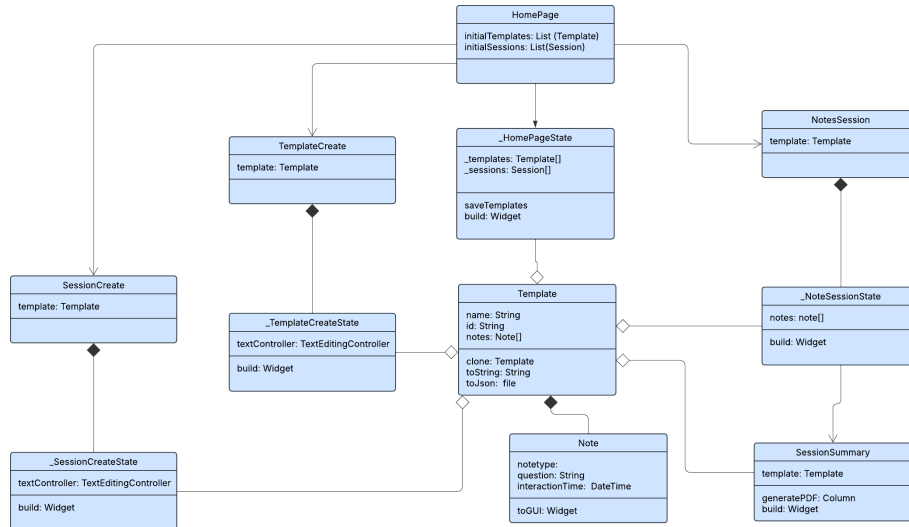 HomePage
initialTemplates: List (Template)
initialSessions: List(Session)
NotesSession
template: Template
TemplateCreate
template: Template
_HomePageState
_templates: Template[]
_sessions: Session[]
saveTemplates
build: Widget
SessionCreate
template: Template
Template
name: String
id: String
notes: Note[]
clone: Template
toString: String
toJson: file
_TemplateCreateState
textController: TextEditingController
build: Widget
_NoteSessionState
notes: note[]
build: Widget
_SessionCreateState
textController: TextEditingController
build: Widget
Note
notetype:
question: String
interactionTime: DateTime
toGUI: Widget
SessionSummary
template: Template
generatePDF: Column
build: Widget